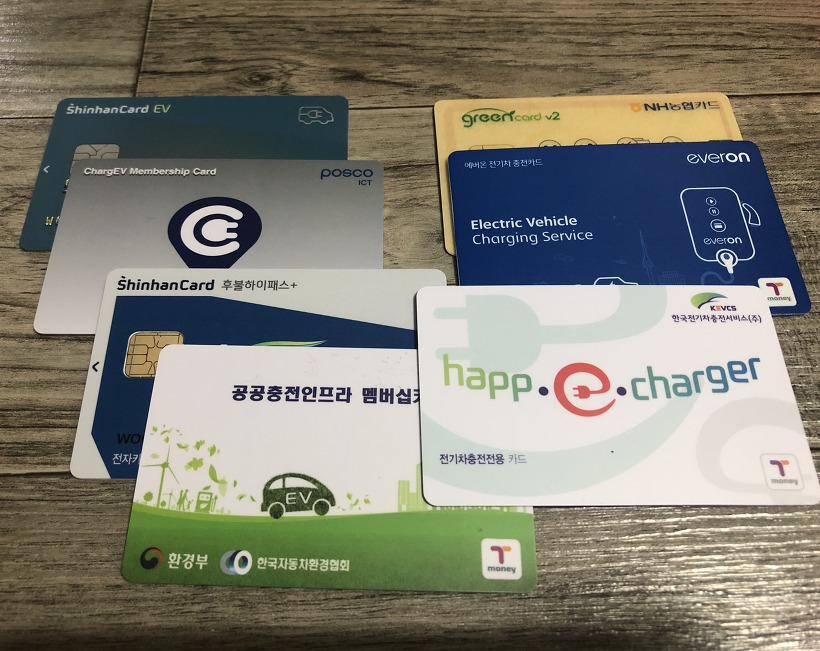 ShinhanCard EV
ChargEV Membership Card
posco
ICT
ShinhanCard 후불하이패스+
전자카
공공충전인프라 멤버십카
EV
환경부
한국자동차환경협회
T
money
greencard v2
NH농협카드
에버온 전기차 충전카드
everon
Electric Vehicle
Charging Service
everon
T
money
KEVCS
한국전기차충전서비스(주)
happ·e·charger
전기차충전전용 카드
T
money